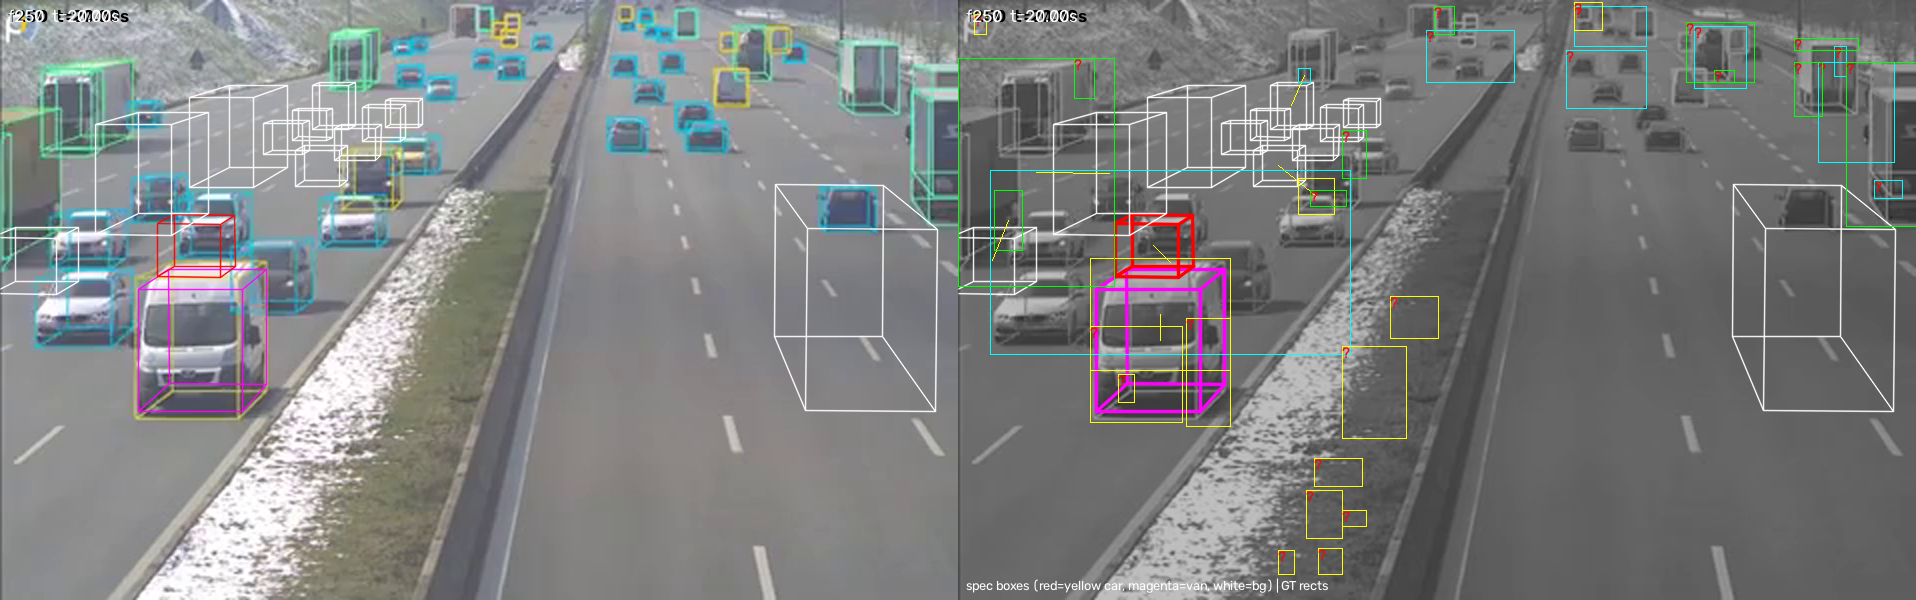 f250 t=20.00s
f250 t=20.00s
spec boxes (red=yellow car, magenta=van, white=bg) | GT rects